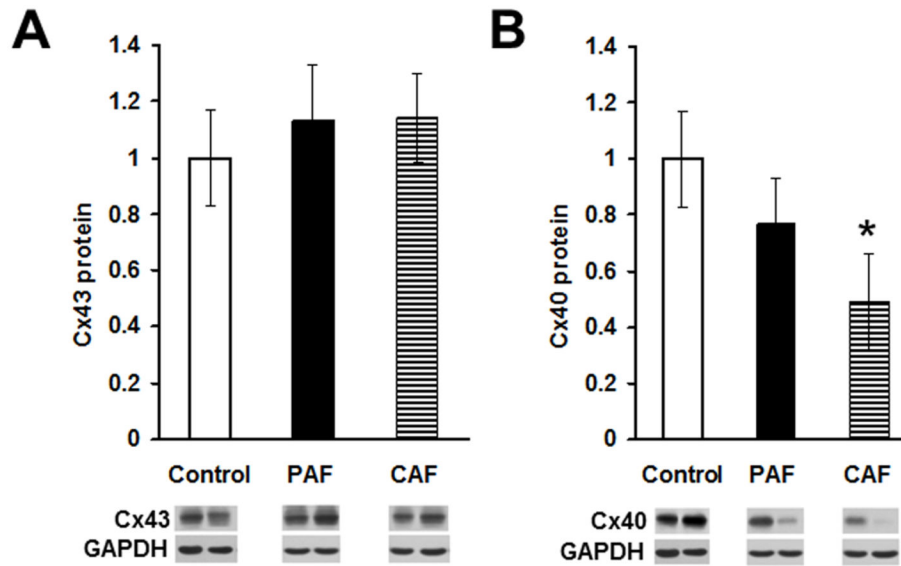 A
1.4
1.2
1
0.8
0.6
0.4
0.2
0
Cx43 protein
Control PAF CAF
Cx43
GAPDH
B
1.4
1.2
1
0.8
0.6
0.4
0.2
0
Cx40 protein
*
Control PAF CAF
Cx40
GAPDH